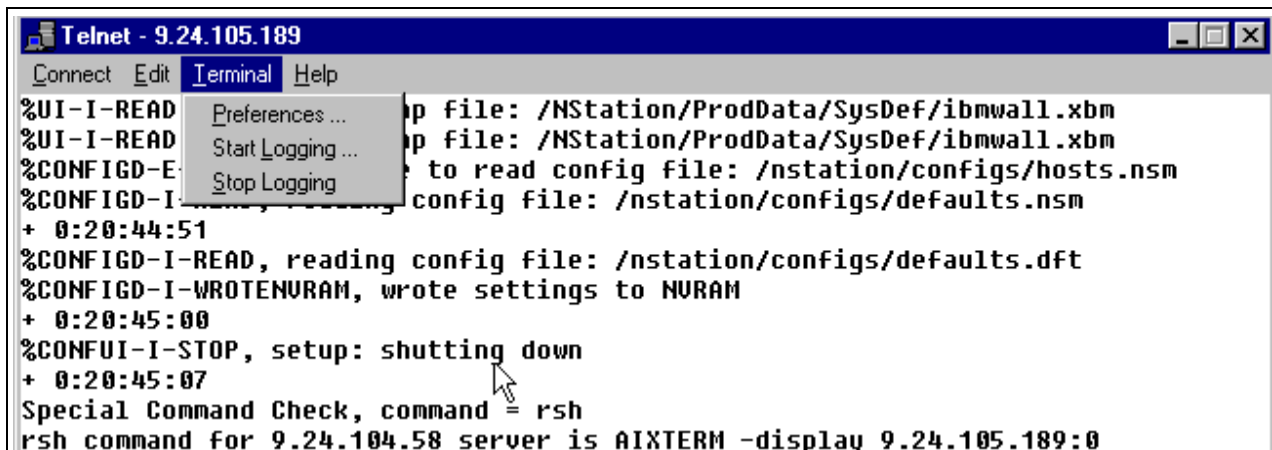 Telnet - 9.24.105.189
Connect Edit Terminal Help
Preferences ...
Start Logging ...
Stop Logging
%UI-I-READ p file: /NStation/ProdData/SysDef/ibmwall.xbm
%UI-I-READ p file: /NStation/ProdData/SysDef/ibmwall.xbm
%CONFIGD-E to read config file: /nstation/configs/hosts.nsm
%CONFIGD-I config file: /nstation/configs/defaults.nsm
+ 0:20:44:51
%CONFIGD-I-READ, reading config file: /nstation/configs/defaults.dft
%CONFIGD-I-WROTENVRAM, wrote settings to NVRAM
+ 0:20:45:00
%CONFUI-I-STOP, setup: shutting down
+ 0:20:45:07
Special Command Check, command = rsh
rsh command for 9.24.104.58 server is AIXTERM -display 9.24.105.189:0